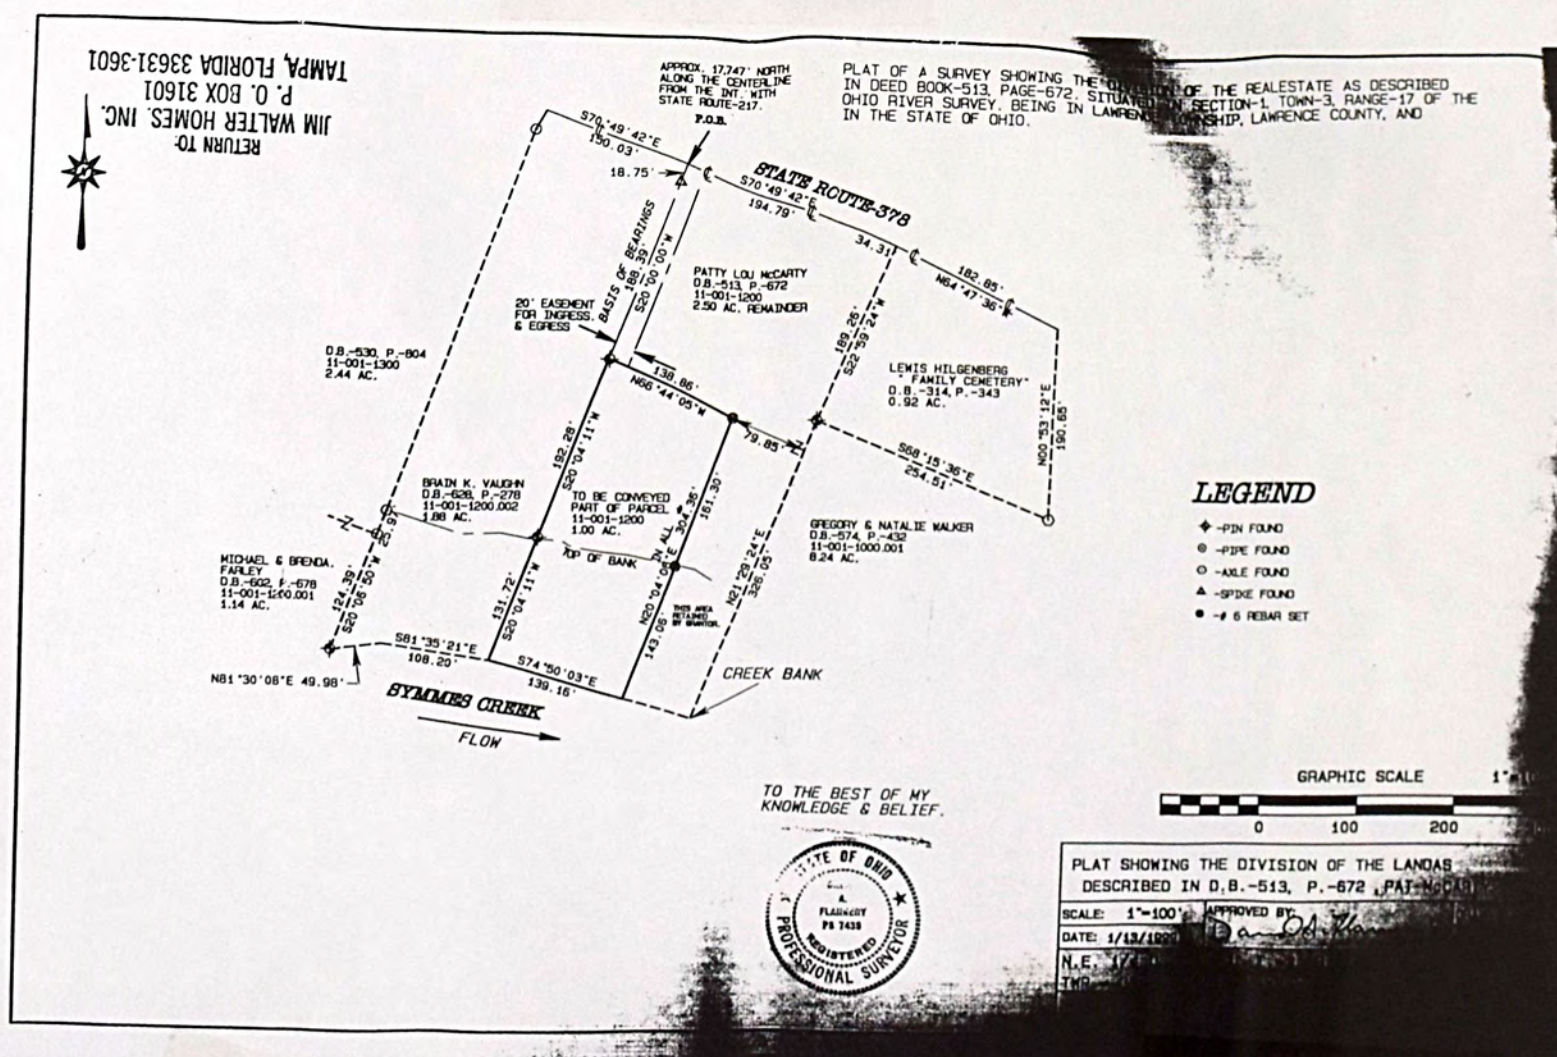 RETURN TO:
JIM WALTER HOMES, INC.
P. O. BOX 31601
TAMPA, FLORIDA 33631-3601
APPROX. 17,747' NORTH
ALONG THE CENTERLINE
FROM THE INT. WITH
STATE ROUTE-217.
P.O.B.
PLAT OF A SURVEY SHOWING THE DIVISION OF THE REALESTATE AS DESCRIBED
IN DEED BOOK-513, PAGE-672, SITUATED IN SECTION-1, TOWN-3, RANGE-17 OF THE
OHIO RIVER SURVEY. BEING IN LAWRENCE TOWNSHIP, LAWRENCE COUNTY, AND
IN THE STATE OF OHIO.
S70°49'42"E
150.03'
18.75'
STATE ROUTE-378
S70°49'42"E
194.79'
34.31'
182.85'
N64°47'36"
BASIS OF BEARINGS
188.39'
S20°00'00"W
PATTY LOU McCARTY
D.B.-513, P.-672
11-001-1200
2.50 AC. REMAINDER
20' EASEMENT
FOR INGRESS.
& EGRESS
189.26'
S22°59'24"W
D.B.-530, P.-804
11-001-1300
2.44 AC.
LEWIS HILGENBERG
" FAMILY CEMETERY"
D.B.-314, P.-343
0.92 AC.
N00°53'12"E
190.65'
138.86'
N66°44'05"W
79.85'
S68°15'36"E
254.51'
192.28'
S20°04'11"W
BRAIN K. VAUGHN
D.B.-628, P.-278
11-001-1200.002
1.88 AC.
TO BE CONVEYED
PART OF PARCEL #
11-001-1200
1.00 AC.
161.30'
IN ALL 304.36'
N20°04'06"E
143.06'
GREGORY & NATALIE WALKER
D.B.-574, P.-432
11-001-1000.001
8.24 AC.
TOP OF BANK
MICHAEL & BRENDA.
FARLEY
D.B.-602, P.-678
11-001-1200.001
1.14 AC.
124.39'
S20°06'50"W
131.72'
S20°04'11"W
THIS AREA
RETAINED
BY GRANTOR.
N21°29'24"E
326.05'
S81°35'21"E
108.20'
S74°50'03"E
139.16'
N81°30'08"E 49.98'
CREEK BANK
SYMMES CREEK
FLOW
LEGEND
-PIN FOUND
-PIPE FOUND
-AXLE FOUND
-SPIKE FOUND
-# 6 REBAR SET
TO THE BEST OF MY
KNOWLEDGE & BELIEF.
STATE OF OHIO
A.
FLANNERY
PS 7439
REGISTERED
PROFESSIONAL SURVEYOR
GRAPHIC SCALE
0 100 200
PLAT SHOWING THE DIVISION OF THE LANDAS
DESCRIBED IN D.B.-513, P.-672
SCALE: 1"=100' APPROVED BY:
DATE: 1/13/
N.E.
TWP